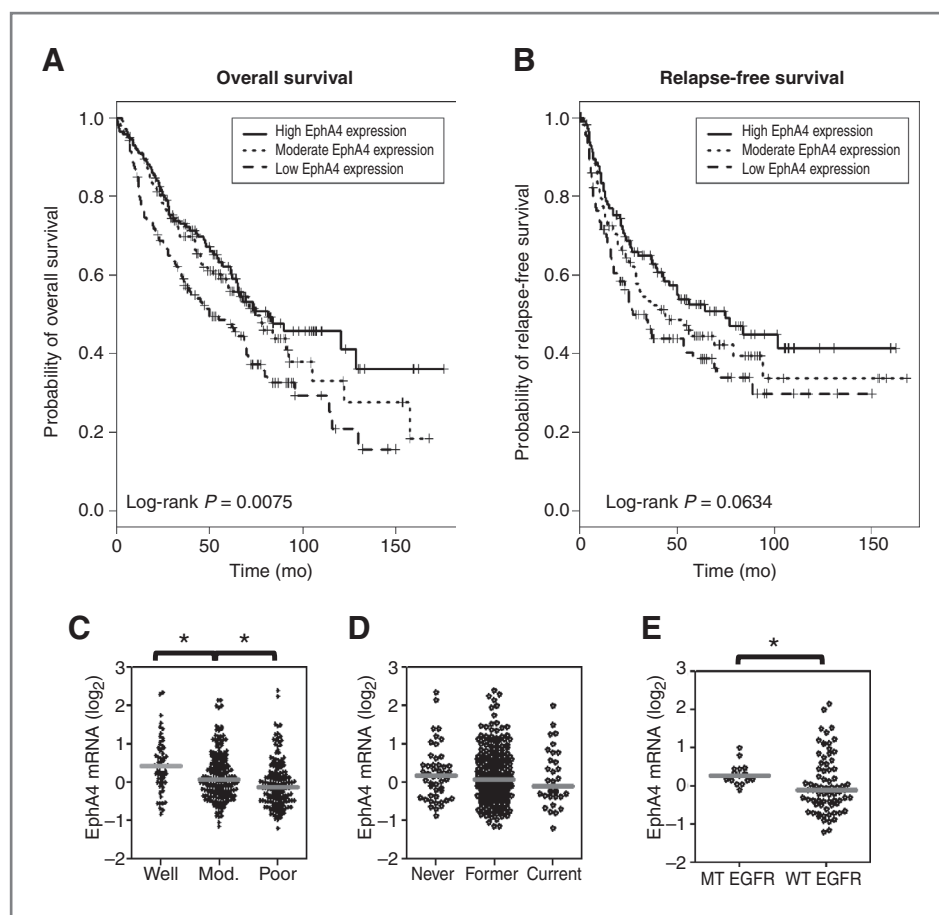 A
Overall survival
Probability of overall survival
1.0
0.8
0.6
0.4
0.2
0.0
High EphA4 expression
Moderate EphA4 expression
Low EphA4 expression
Log-rank P = 0.0075
0 50 100 150
Time (mo)
B
Relapse-free survival
Probability of relapse-free survival
1.0
0.8
0.6
0.4
0.2
0.0
High EphA4 expression
Moderate EphA4 expression
Low EphA4 expression
Log-rank P = 0.0634
0 50 100 150
Time (mo)
C
* *
EphA4 mRNA (log2)
3
2
1
0
−1
−2
Well Mod. Poor
D
EphA4 mRNA (log2)
3
2
1
0
−1
−2
Never Former Current
E
*
EphA4 mRNA (log2)
3
2
1
0
−1
−2
MT EGFR WT EGFR